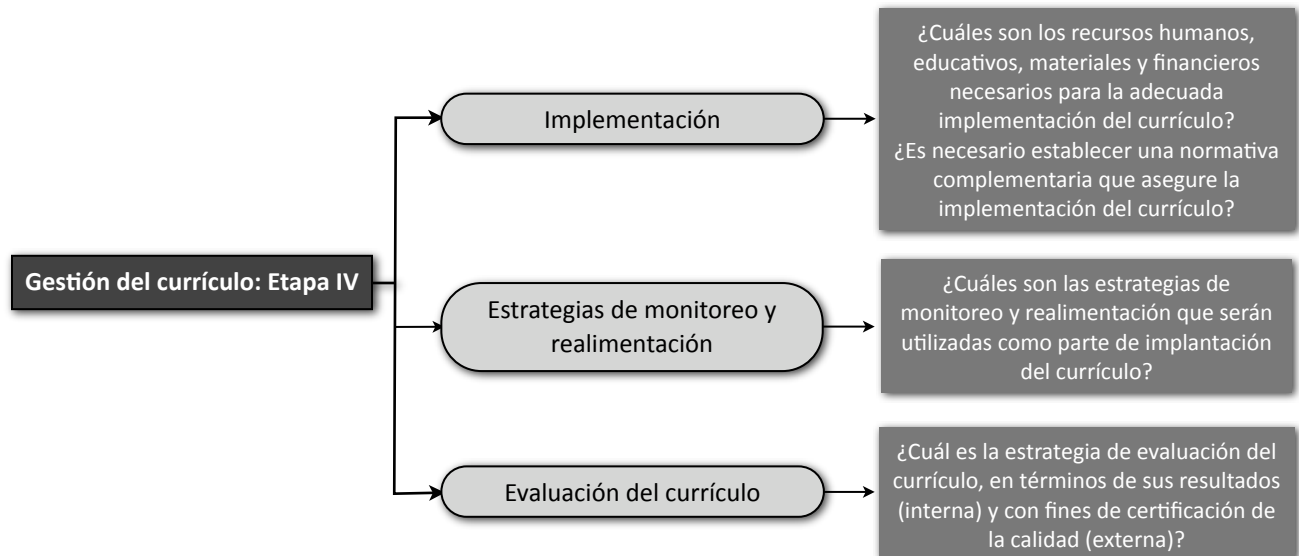 Gestión del currículo: Etapa IV
Implementación
¿Cuáles son los recursos humanos,
educativos, materiales y financieros
necesarios para la adecuada
implementación del currículo?
¿Es necesario establecer una normativa
complementaria que asegure la
implementación del currículo?
Estrategias de monitoreo y
realimentación
¿Cuáles son las estrategias de
monitoreo y realimentación que serán
utilizadas como parte de implantación
del currículo?
Evaluación del currículo
¿Cuál es la estrategia de evaluación del
currículo, en términos de sus resultados
(interna) y con fines de certificación de
la calidad (externa)?